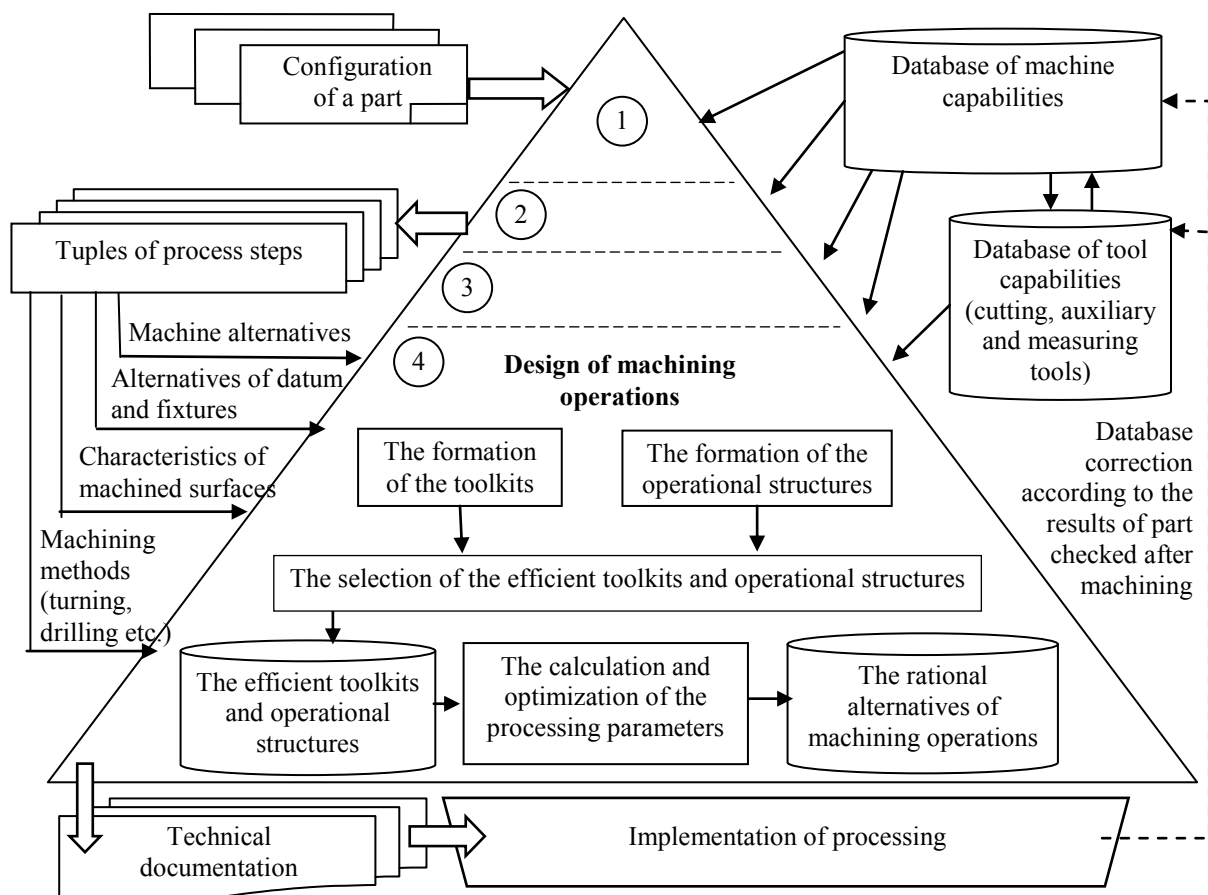 Configuration
of a part
1
Database of machine
capabilities
2
Tuples of process steps
Database of tool
capabilities
(cutting, auxiliary
and measuring
tools)
3
Machine alternatives
4
Design of machining
operations
Alternatives of datum
and fixtures
Characteristics of
machined surfaces
The formation
of the toolkits
The formation of the
operational structures
Database
correction
according to the
results of part
checked after
machining
Machining
methods
(turning,
drilling etc.)
The selection of the efficient toolkits and operational structures
The efficient toolkits
and operational
structures
The calculation and
optimization of the
processing parameters
The rational
alternatives of
machining operations
Technical
documentation
Implementation of processing